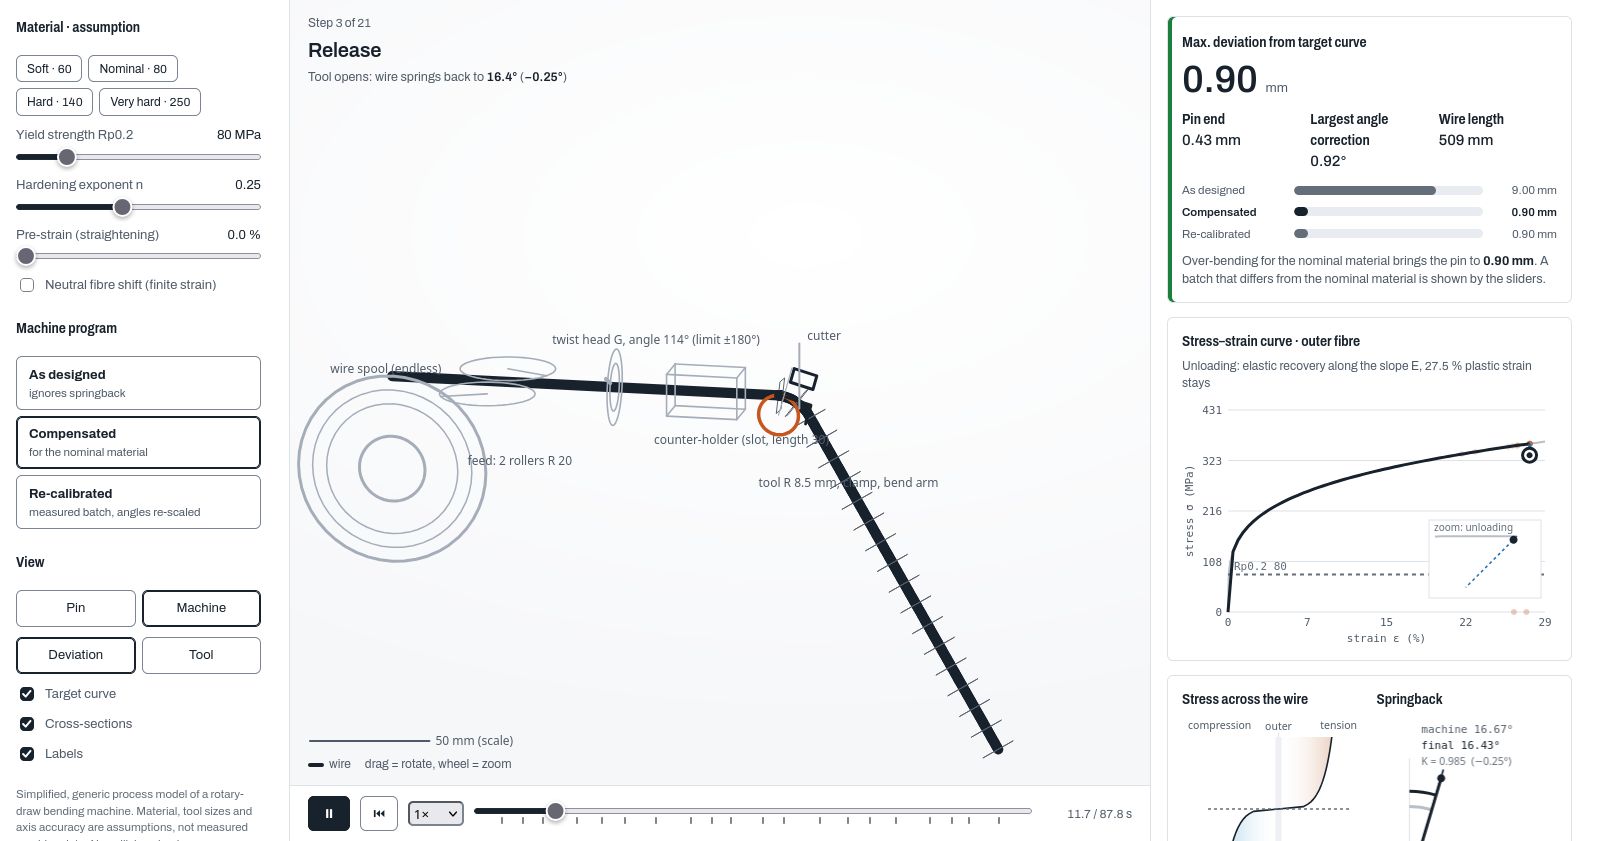 Material · assumption
Soft · 60
Nominal · 80
Hard · 140
Very hard · 250
Yield strength Rp0.2 80 MPa
Hardening exponent n 0.25
Pre-strain (straightening) 0.0 %
Neutral fibre shift (finite strain)
Machine program
As designed
ignores springback
Compensated
for the nominal material
Re-calibrated
measured batch, angles re-scaled
View
Pin
Machine
Deviation
Tool
Target curve
Cross-sections
Labels
Simplified, generic process model of a rotary-
draw bending machine. Material, tool sizes and
axis accuracy are assumptions, not measured
Step 3 of 21
Release
Tool opens: wire springs back to 16.4° (−0.25°)
twist head G, angle 114° (limit ±180°)
cutter
wire spool (endless)
counter-holder (slot, length
feed: 2 rollers R 20
tool R 8.5 mm, clamp, bend arm
50 mm (scale)
wire drag = rotate, wheel = zoom
1×
11.7 / 87.8 s
Max. deviation from target curve
0.90 mm
Pin end
0.43 mm
Largest angle
correction
0.92°
Wire length
509 mm
As designed 9.00 mm
Compensated 0.90 mm
Re-calibrated 0.90 mm
Over-bending for the nominal material brings the pin to 0.90 mm. A
batch that differs from the nominal material is shown by the sliders.
Stress–strain curve · outer fibre
Unloading: elastic recovery along the slope E, 27.5 % plastic strain
stays
431
323
216
108
0
stress σ (MPa)
Rp0.2 80
zoom: unloading
0 7 15 22 29
strain ε (%)
Stress across the wire
compression outer tension
Springback
machine 16.67°
final 16.43°
K = 0.985 (−0.25°)